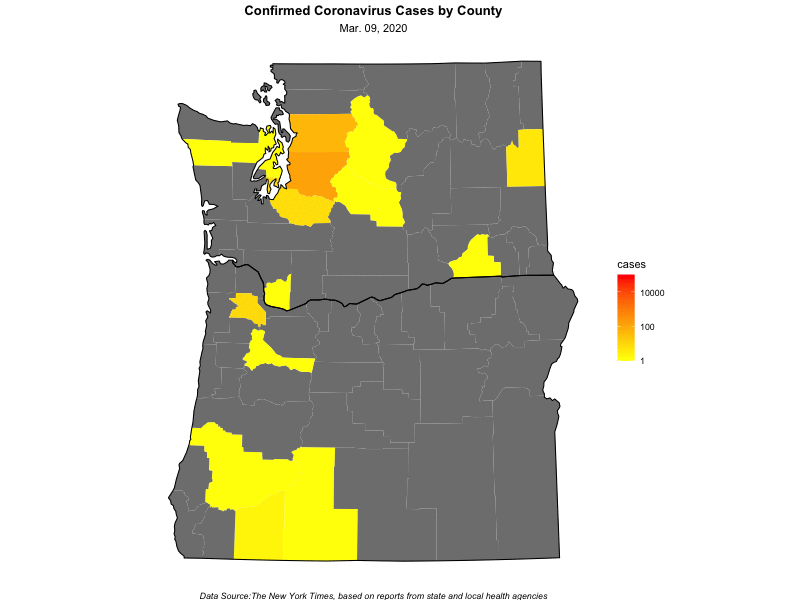 Confirmed Coronavirus Cases by County
Mar. 09, 2020
cases
10000
100
1
Data Source:The New York Times, based on reports from state and local health agencies